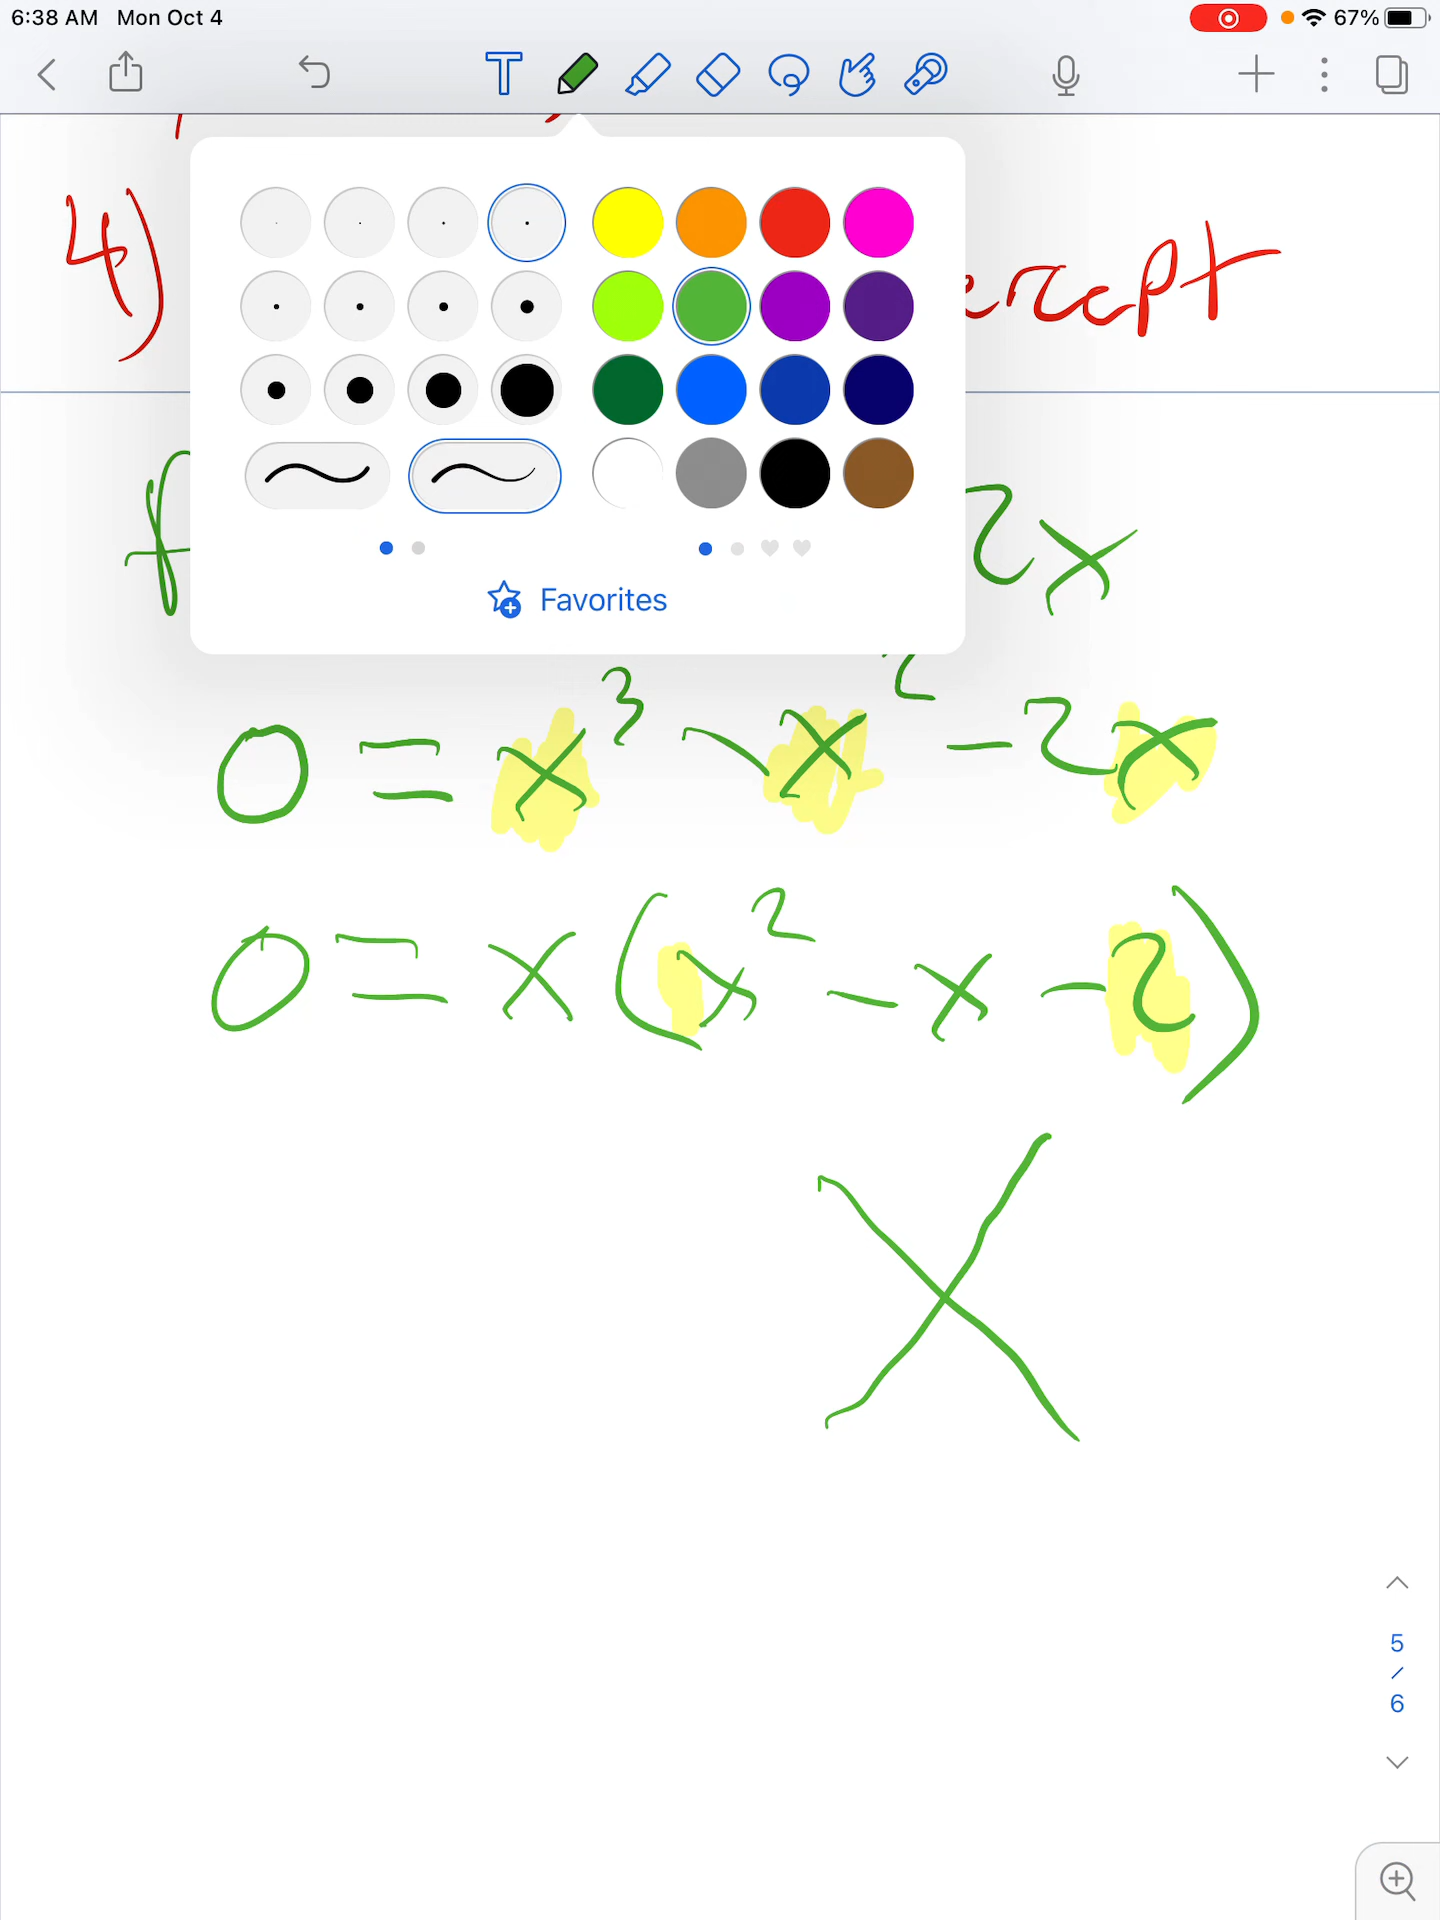 6:38 AM Mon Oct 4
67%
T
4) ercept
f 2x
Favorites
0 = x³ - x² - 2x
0 = x (x² - x - 2)
5
/
6